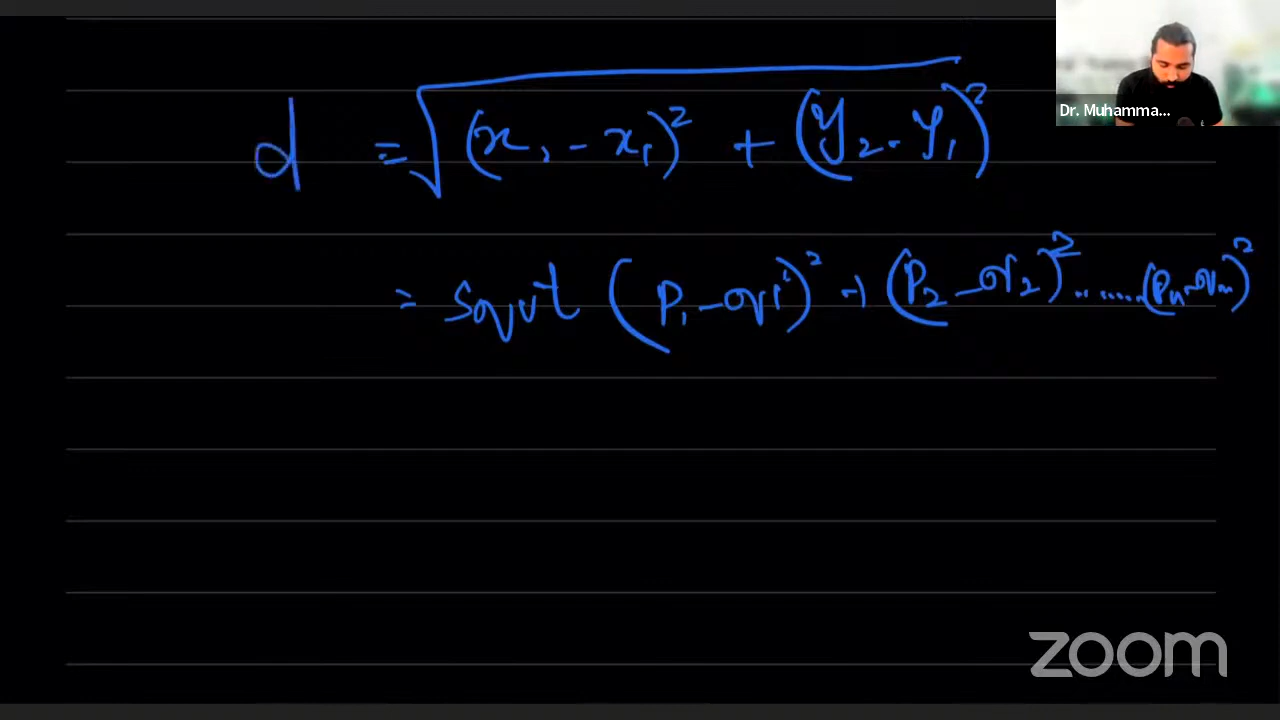 Dr. Muhamma...
d = √(x₂ - x₁)² + (y₂ - y₁)²
= sqrt (p₁ - q₁)² + (p₂ - q₂)² ........ (pₙ - qₙ)²
zoom